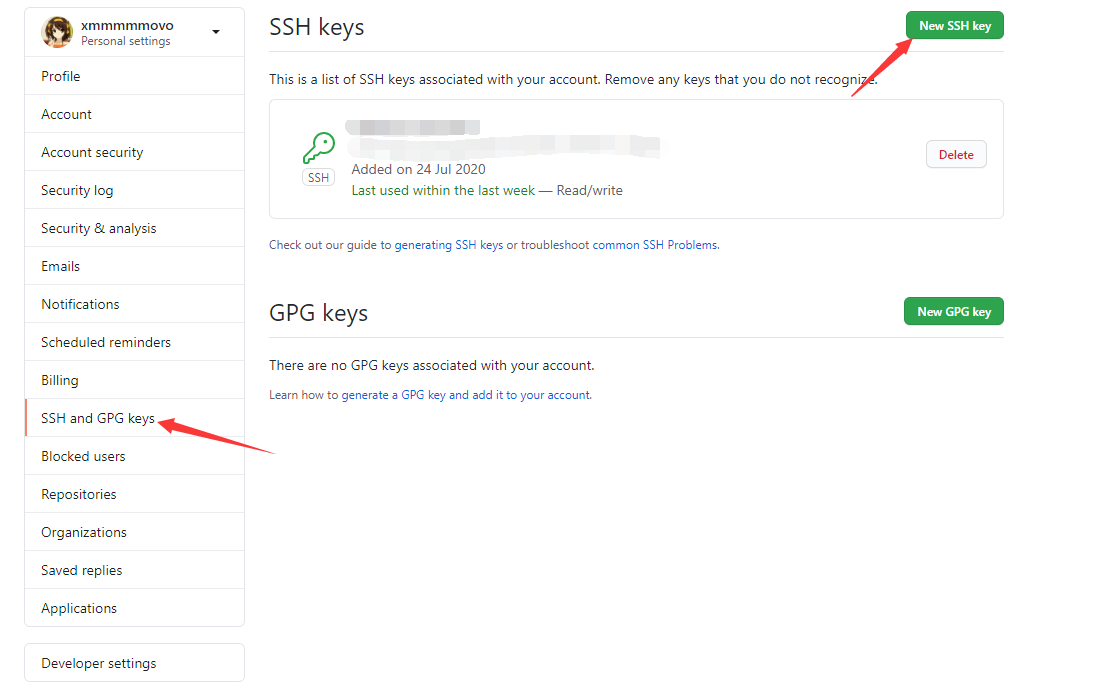 xmmmmmovo
Personal settings
Profile
Account
Account security
Security log
Security & analysis
Emails
Notifications
Scheduled reminders
Billing
SSH and GPG keys
Blocked users
Repositories
Organizations
Saved replies
Applications
Developer settings
SSH keys
New SSH key
This is a list of SSH keys associated with your account. Remove any keys that you do not recognize.
SSH
Added on 24 Jul 2020
Last used within the last week — Read/write
Delete
Check out our guide to generating SSH keys or troubleshoot common SSH Problems.
GPG keys
New GPG key
There are no GPG keys associated with your account.
Learn how to generate a GPG key and add it to your account.